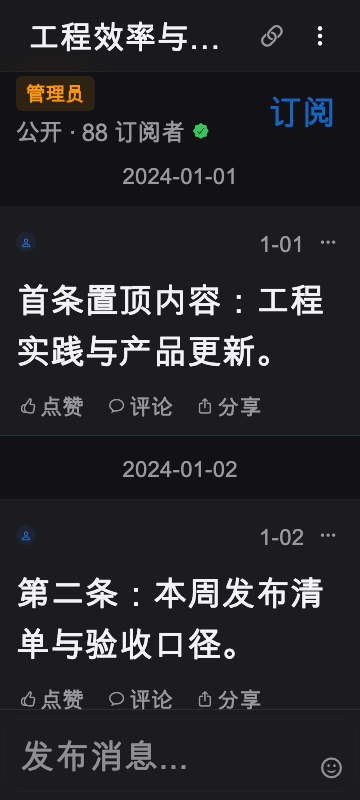 工程效率与...
管理员
公开 · 88 订阅者
订阅
2024-01-01
1-01
首条置顶内容：工程
实践与产品更新。
点赞 评论 分享
2024-01-02
1-02
第二条：本周发布清
单与验收口径。
点赞 评论 分享
发布消息...